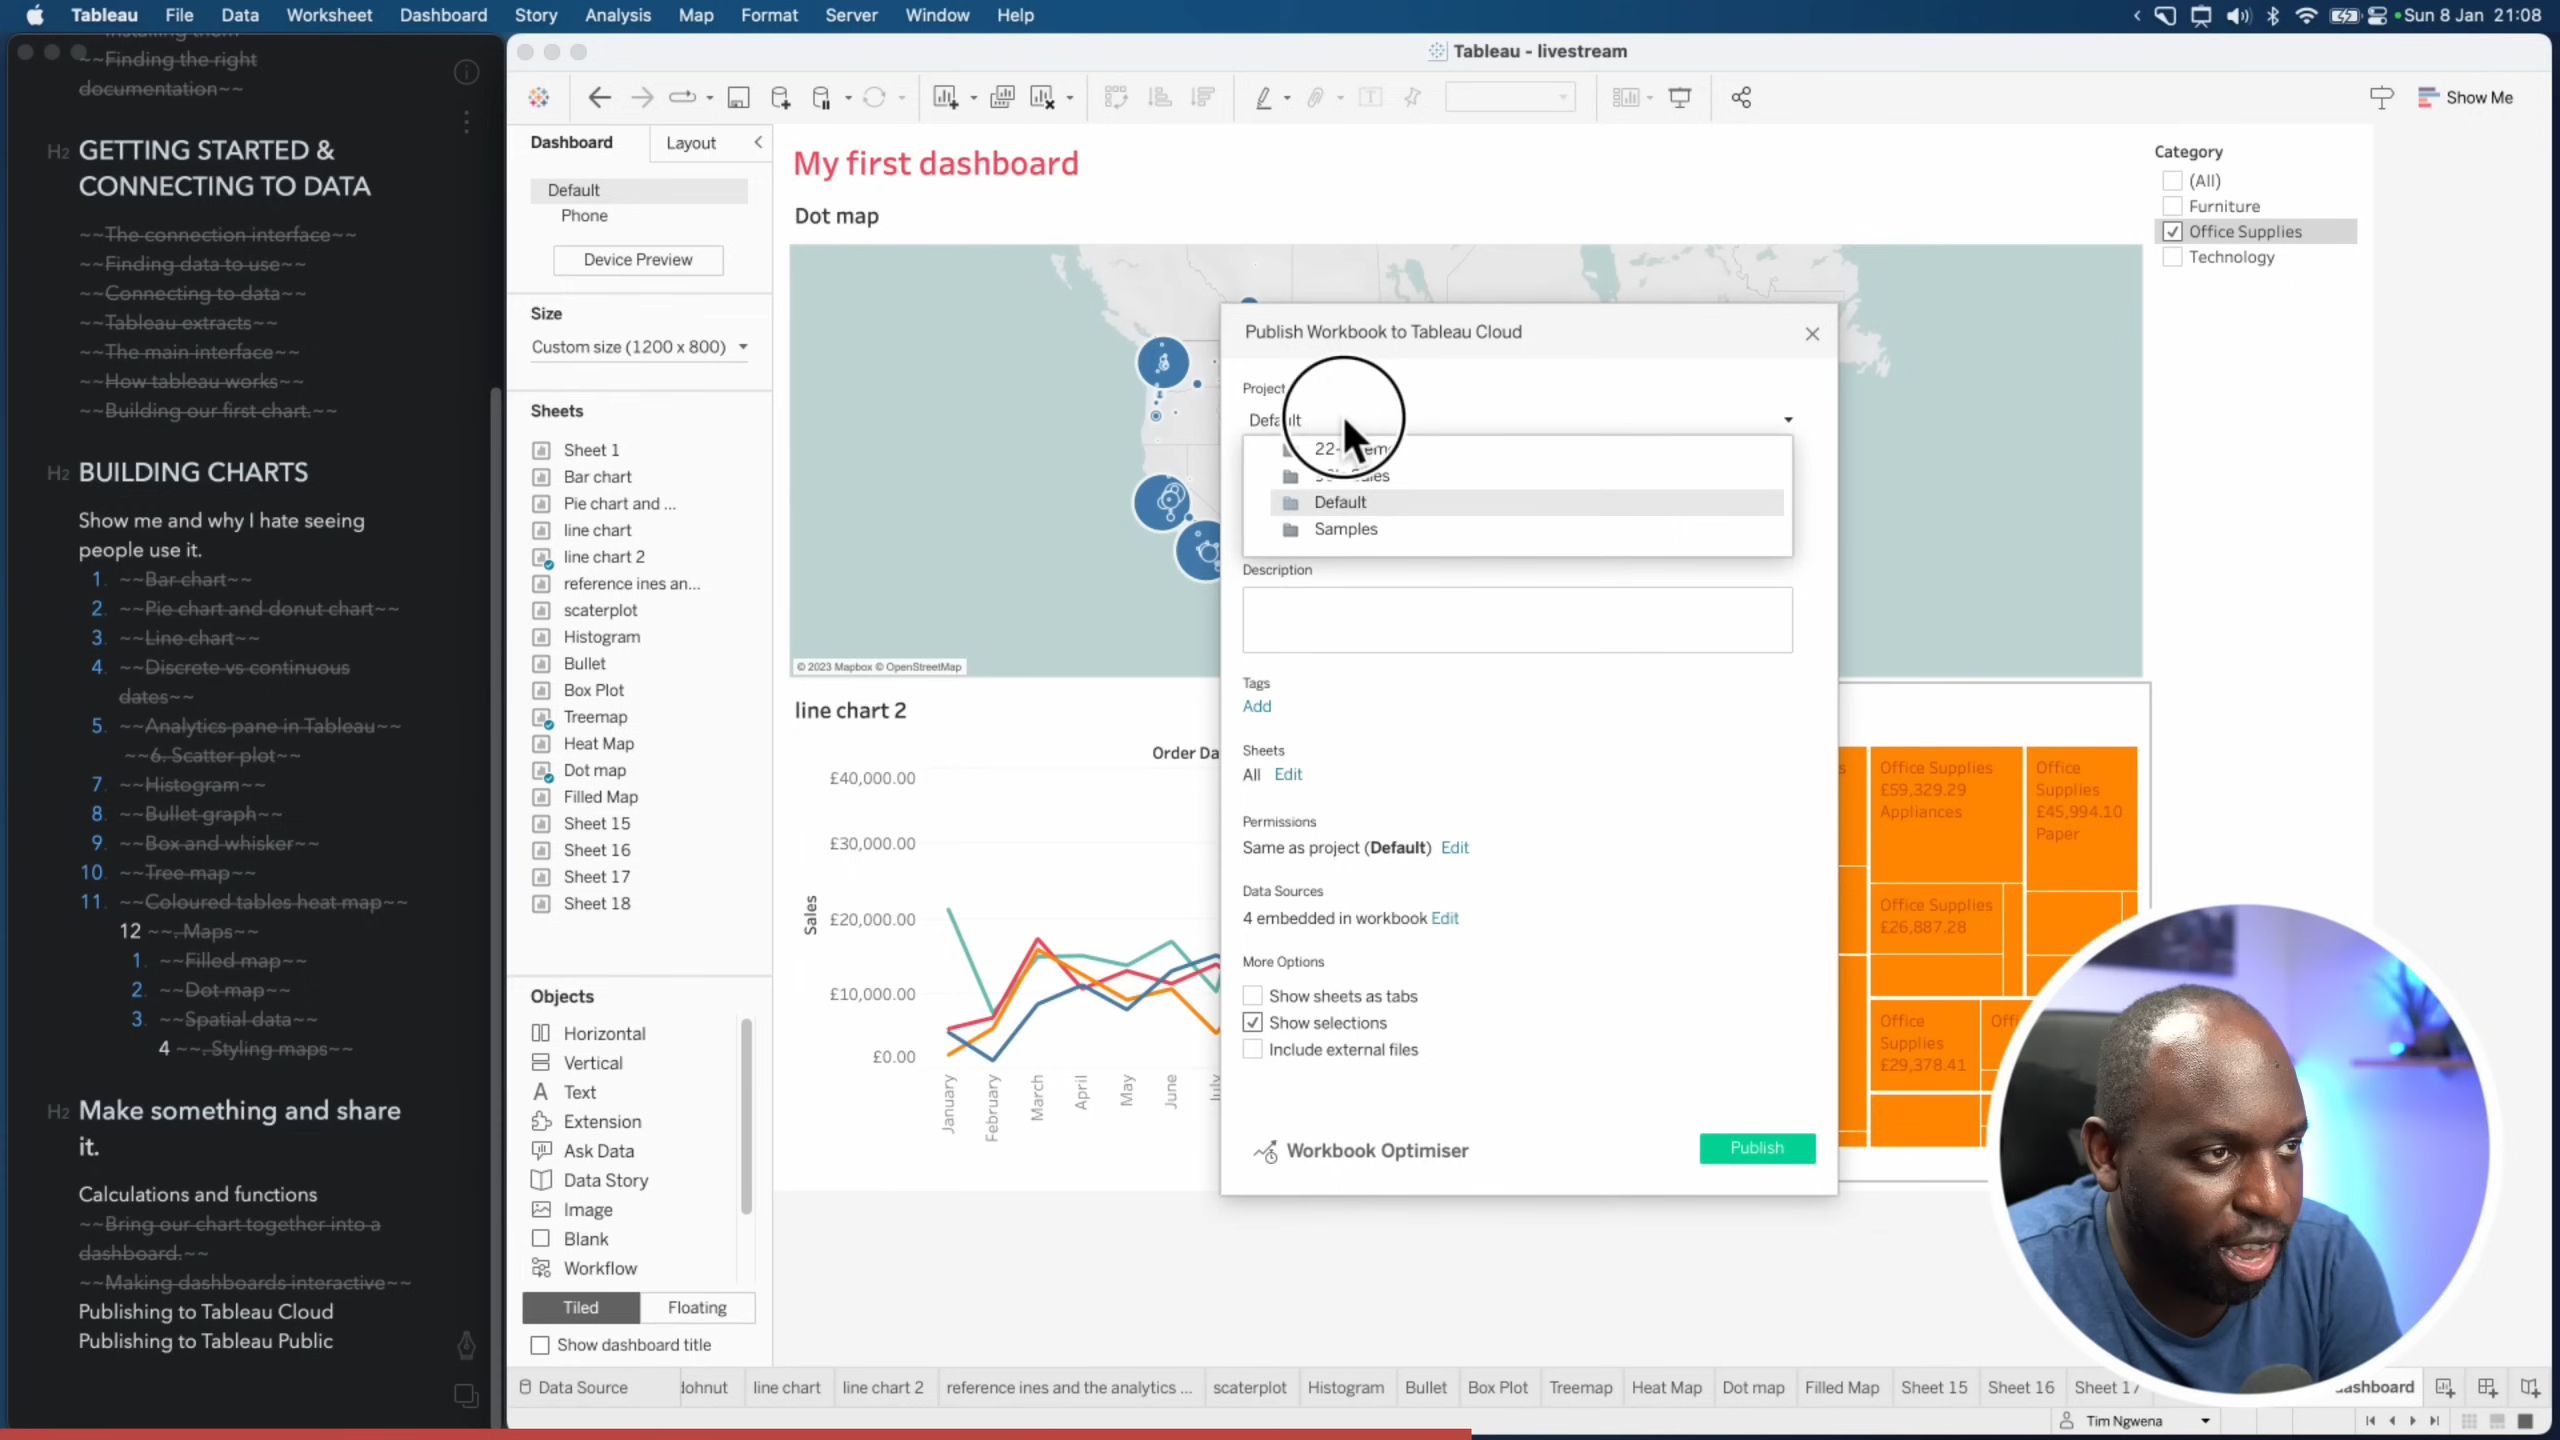 Tableau File Data Worksheet Dashboard Story Analysis Map Format Server Window Help
Sun 8 Jan 21:08
~~Finding the right
documentation~~
H2 GETTING STARTED &
CONNECTING TO DATA
~~The connection interface~~
~~Finding data to use~~
~~Connecting to data~~
~~Tableau extracts~~
~~The main interface~~
~~How tableau works~~
~~Building our first chart.~~
H2 BUILDING CHARTS
Show me and why I hate seeing
people use it.
1. ~~Bar chart~~
2. ~~Pie chart and donut chart~~
3. ~~Line chart~~
4. ~~Discrete vs continuous
dates~~
5. ~~Analytics pane in Tableau~~
~~6. Scatter plot~~
7. ~~Histogram~~
8. ~~Bullet graph~~
9. ~~Box and whisker~~
10. ~~Tree map~~
11. ~~Coloured tables heat map~~
12 ~~. Maps~~
1. ~~Filled map~~
2. ~~Dot map~~
3. ~~Spatial data~~
4 ~~. Styling maps~~
H2 Make something and share
it.
Calculations and functions
~~Bring our chart together into a
dashboard.~~
~~Making dashboards interactive~~
Publishing to Tableau Cloud
Publishing to Tableau Public
Tableau - livestream
Show Me
Dashboard Layout
Default
Phone
Device Preview
Size
Custom size (1200 x 800)
Sheets
Sheet 1
Bar chart
Pie chart and ...
line chart
line chart 2
reference ines an...
scaterplot
Histogram
Bullet
Box Plot
Treemap
Heat Map
Dot map
Filled Map
Sheet 15
Sheet 16
Sheet 17
Sheet 18
Objects
Horizontal
Vertical
Text
Extension
Ask Data
Data Story
Image
Blank
Workflow
Tiled Floating
Show dashboard title
My first dashboard
Dot map
© 2023 Mapbox © OpenStreetMap
line chart 2
Order Da
£40,000.00
£30,000.00
£20,000.00
£10,000.00
£0.00
Sales
January
February
March
April
May
June
July
Category
(All)
Furniture
Office Supplies
Technology
Publish Workbook to Tableau Cloud
Project
Default
Default
Samples
Description
Tags
Add
Sheets
All Edit
Permissions
Same as project (Default) Edit
Data Sources
4 embedded in workbook Edit
More Options
Show sheets as tabs
Show selections
Include external files
Workbook Optimiser
Publish
Office Supplies
£59,329.29
Appliances
Office
Supplies
£45,994.10
Paper
Office Supplies
£26,887.28
Office
Supplies
£29,378.41
Data Source dohnut line chart line chart 2 reference ines and the analytics ... scaterplot Histogram Bullet Box Plot Treemap Heat Map Dot map Filled Map Sheet 15 Sheet 16 Sheet 17 dashboard
Tim Ngwena